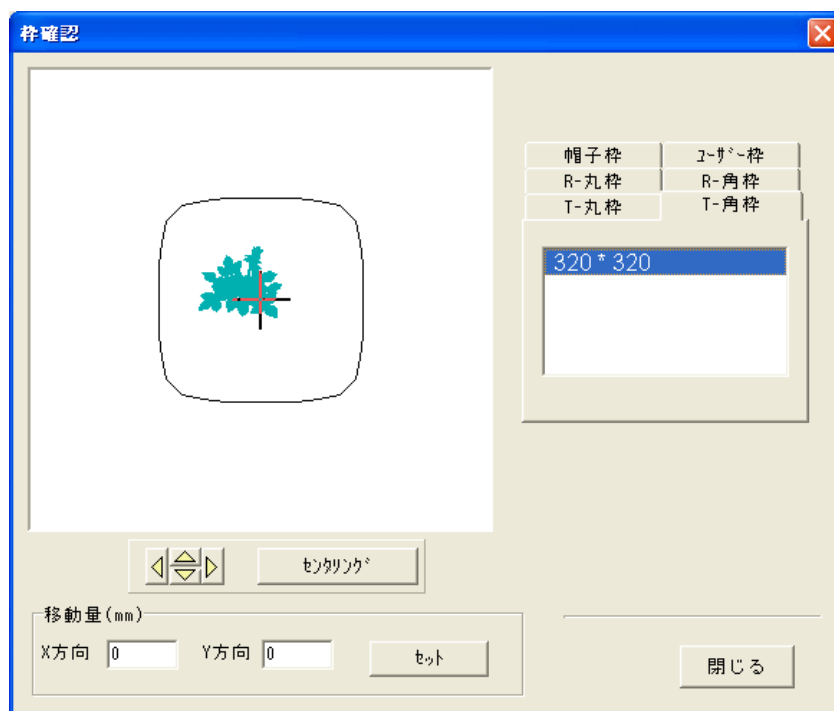 枠確認
帽子枠 ﾕｰｻﾞｰ枠
R-丸枠 R-角枠
T-丸枠 T-角枠
320 * 320
ｾﾝﾀﾘﾝｸﾞ
移動量(mm)
X方向 0 Y方向 0 ｾｯﾄ
閉じる